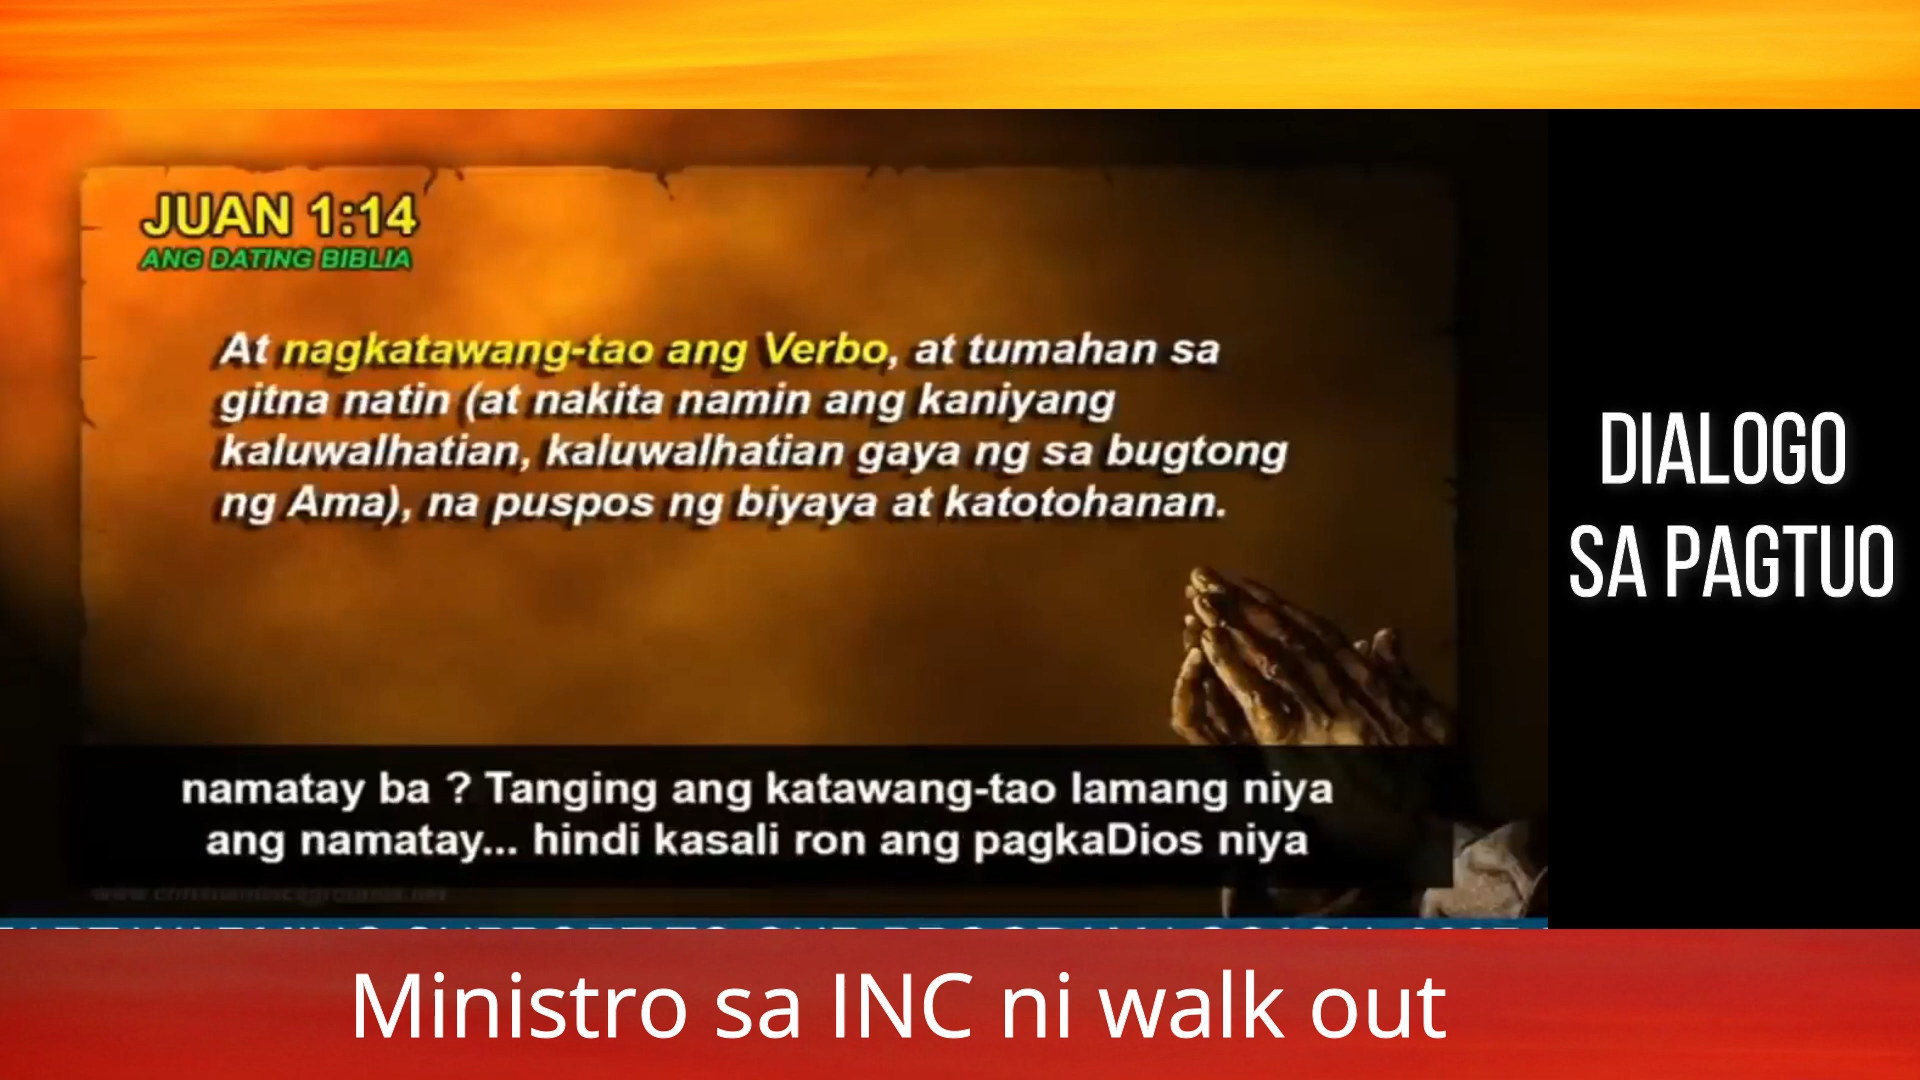 JUAN 1:14
ANG DATING BIBLIA
At nagkatawang-tao ang Verbo, at tumahan sa
gitna natin (at nakita namin ang kaniyang
kaluwalhatian, kaluwalhatian gaya ng sa bugtong
ng Ama), na puspos ng biyaya at katotohanan.
namatay ba ? Tanging ang katawang-tao lamang niya
ang namatay... hindi kasali ron ang pagkaDios niya
DIALOGO
SA PAGTUO
Ministro sa INC ni walk out